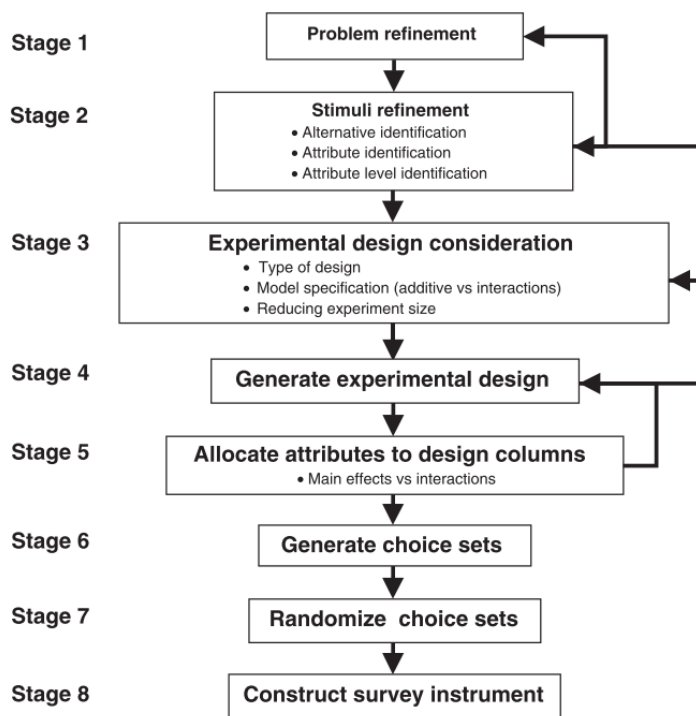 Stage 1
Problem refinement
Stage 2
Stimuli refinement
• Alternative identification
• Attribute identification
• Attribute level identification
Stage 3
Experimental design consideration
• Type of design
• Model specification (additive vs interactions)
• Reducing experiment size
Stage 4
Generate experimental design
Stage 5
Allocate attributes to design columns
• Main effects vs interactions
Stage 6
Generate choice sets
Stage 7
Randomize choice sets
Stage 8
Construct survey instrument